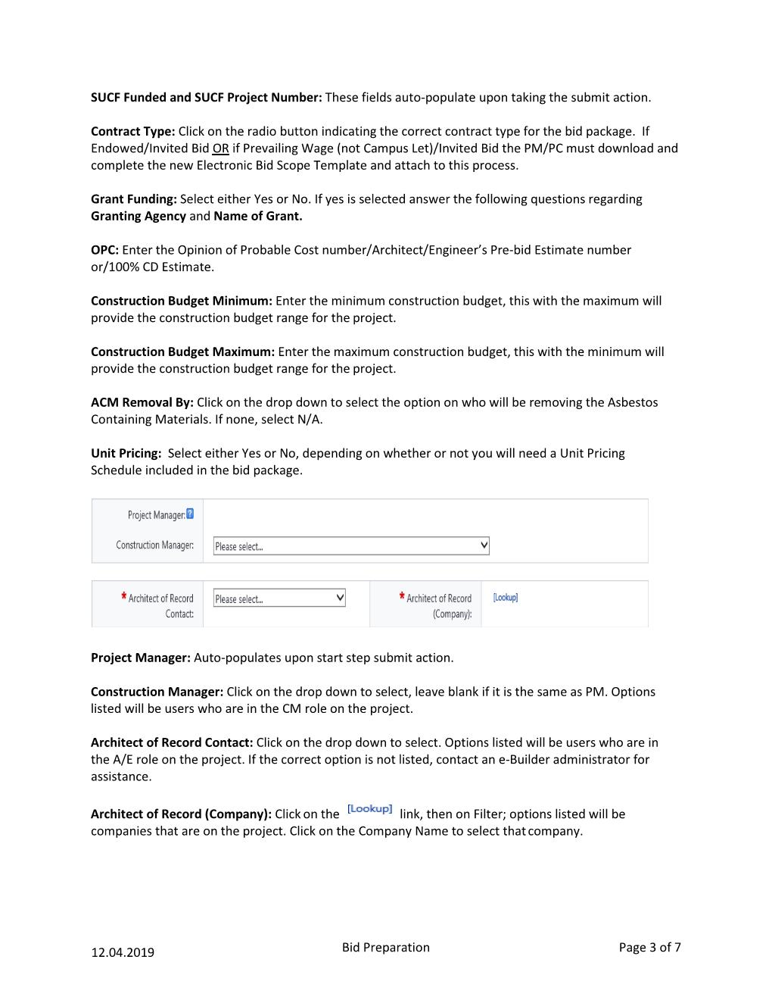 SUCF Funded and SUCF Project Number: These fields auto-populate upon taking the submit action.
Contract Type: Click on the radio button indicating the correct contract type for the bid package.  If
Endowed/Invited Bid OR if Prevailing Wage (not Campus Let)/Invited Bid the PM/PC must download and
complete the new Electronic Bid Scope Template and attach to this process.
Grant Funding: Select either Yes or No. If yes is selected answer the following questions regarding
Granting Agency and Name of Grant.
OPC: Enter the Opinion of Probable Cost number/Architect/Engineer’s Pre-bid Estimate number
or/100% CD Estimate.
Construction Budget Minimum: Enter the minimum construction budget, this with the maximum will
provide the construction budget range for the project.
Construction Budget Maximum: Enter the maximum construction budget, this with the minimum will
provide the construction budget range for the project.
ACM Removal By: Click on the drop down to select the option on who will be removing the Asbestos
Containing Materials. If none, select N/A.
Unit Pricing:  Select either Yes or No, depending on whether or not you will need a Unit Pricing
Schedule included in the bid package.
Project Manager: ?
Construction Manager: Please select...
* Architect of Record Please select... * Architect of Record [Lookup]
Contact: (Company):
Project Manager: Auto-populates upon start step submit action.
Construction Manager: Click on the drop down to select, leave blank if it is the same as PM. Options
listed will be users who are in the CM role on the project.
Architect of Record Contact: Click on the drop down to select. Options listed will be users who are in
the A/E role on the project. If the correct option is not listed, contact an e-Builder administrator for
assistance.
Architect of Record (Company): Click on the [Lookup] link, then on Filter; options listed will be
companies that are on the project. Click on the Company Name to select that company.
12.04.2019 Bid Preparation Page 3 of 7